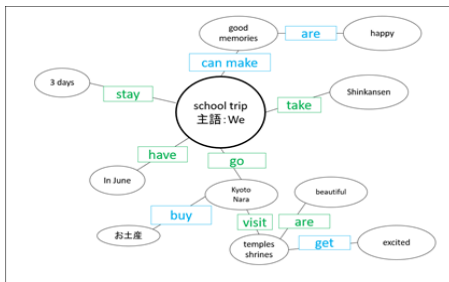 good
memories
are
happy
can make
3 days
stay
school trip
主語：We
take
Shinkansen
have
go
In June
Kyoto
Nara
beautiful
buy
visit
are
お土産
temples
shrines
get
excited